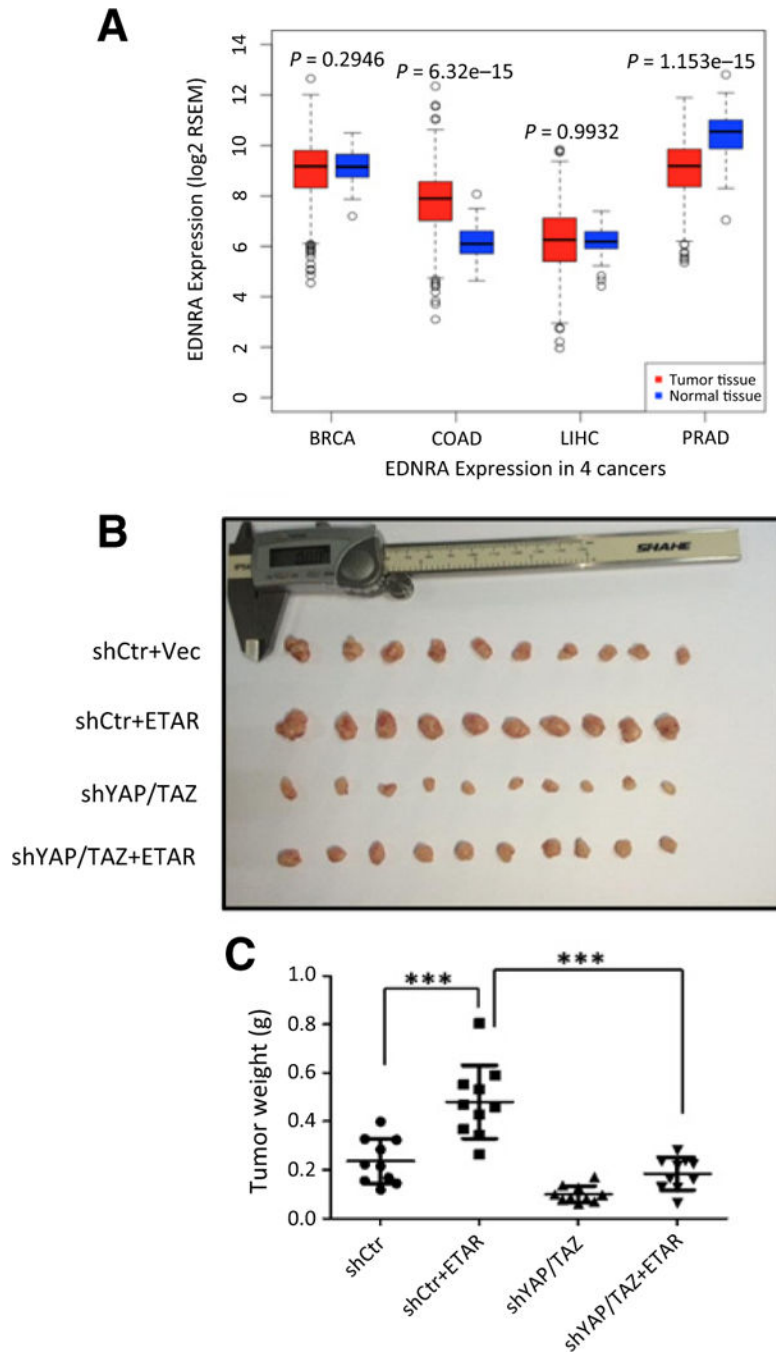 A
14
12
10
8
6
4
2
0
EDNRA Expression (log2 RSEM)
P = 0.2946
P = 6.32e–15
P = 0.9932
P = 1.153e–15
Tumor tissue
Normal tissue
BRCA COAD LIHC PRAD
EDNRA Expression in 4 cancers
B
SHAHE
shCtr+Vec
shCtr+ETAR
shYAP/TAZ
shYAP/TAZ+ETAR
C
Tumor weight (g)
1.0
0.8
0.6
0.4
0.2
0.0
***
***
shCtr
shCtr+ETAR
shYAP/TAZ
shYAP/TAZ+ETAR